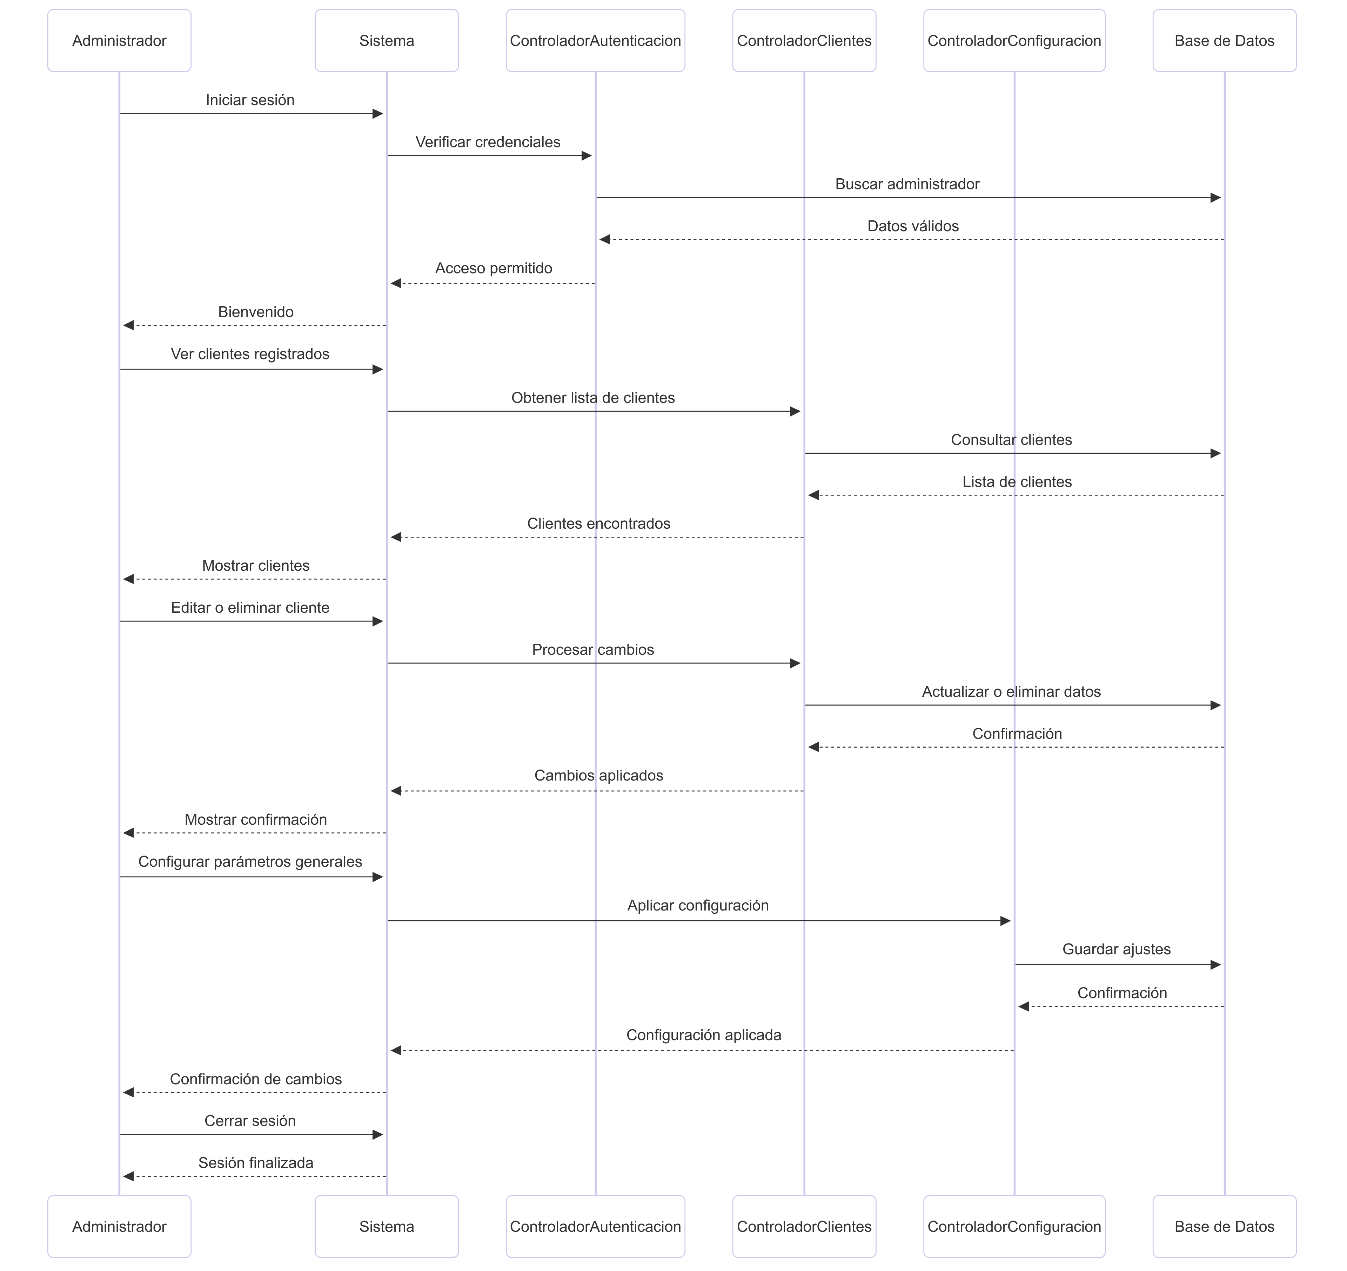 Administrador
Sistema
ControladorAutenticacion
ControladorClientes
ControladorConfiguracion
Base de Datos
Iniciar sesión
Verificar credenciales
Buscar administrador
Datos válidos
Acceso permitido
Bienvenido
Ver clientes registrados
Obtener lista de clientes
Consultar clientes
Lista de clientes
Clientes encontrados
Mostrar clientes
Editar o eliminar cliente
Procesar cambios
Actualizar o eliminar datos
Confirmación
Cambios aplicados
Mostrar confirmación
Configurar parámetros generales
Aplicar configuración
Guardar ajustes
Confirmación
Configuración aplicada
Confirmación de cambios
Cerrar sesión
Sesión finalizada
Administrador
Sistema
ControladorAutenticacion
ControladorClientes
ControladorConfiguracion
Base de Datos